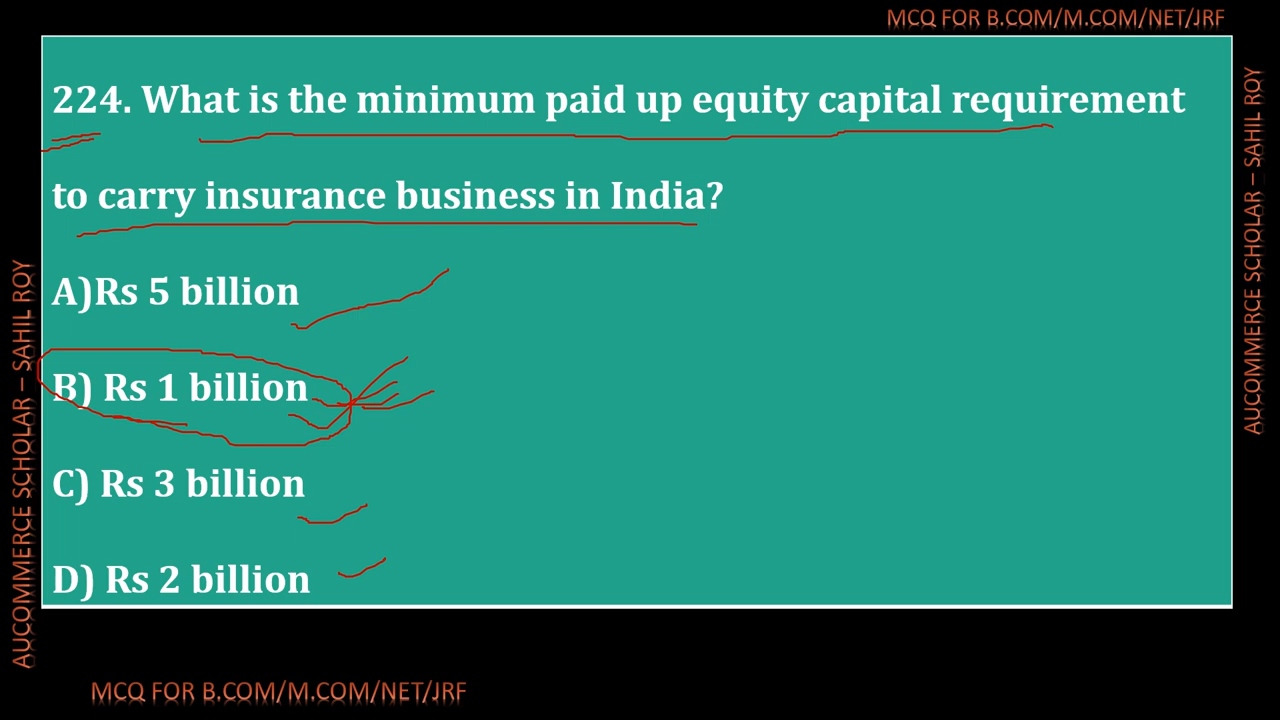 MCQ FOR B.COM/M.COM/NET/JRF
224. What is the minimum paid up equity capital requirement
to carry insurance business in India?
A)Rs 5 billion
B) Rs 1 billion
C) Rs 3 billion
D) Rs 2 billion
AUCOMMERCE SCHOLAR – SAHIL ROY
AUCOMMERCE SCHOLAR – SAHIL ROY
MCQ FOR B.COM/M.COM/NET/JRF